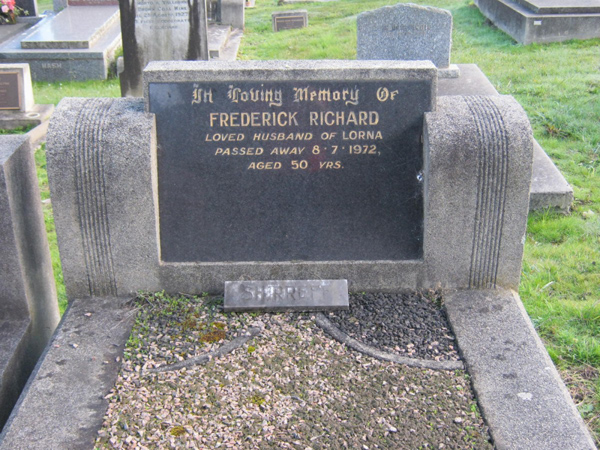 In Loving Memory Of
FREDERICK RICHARD
LOVED HUSBAND OF LORNA
PASSED AWAY 8·7·1972,
AGED 50 YRS.